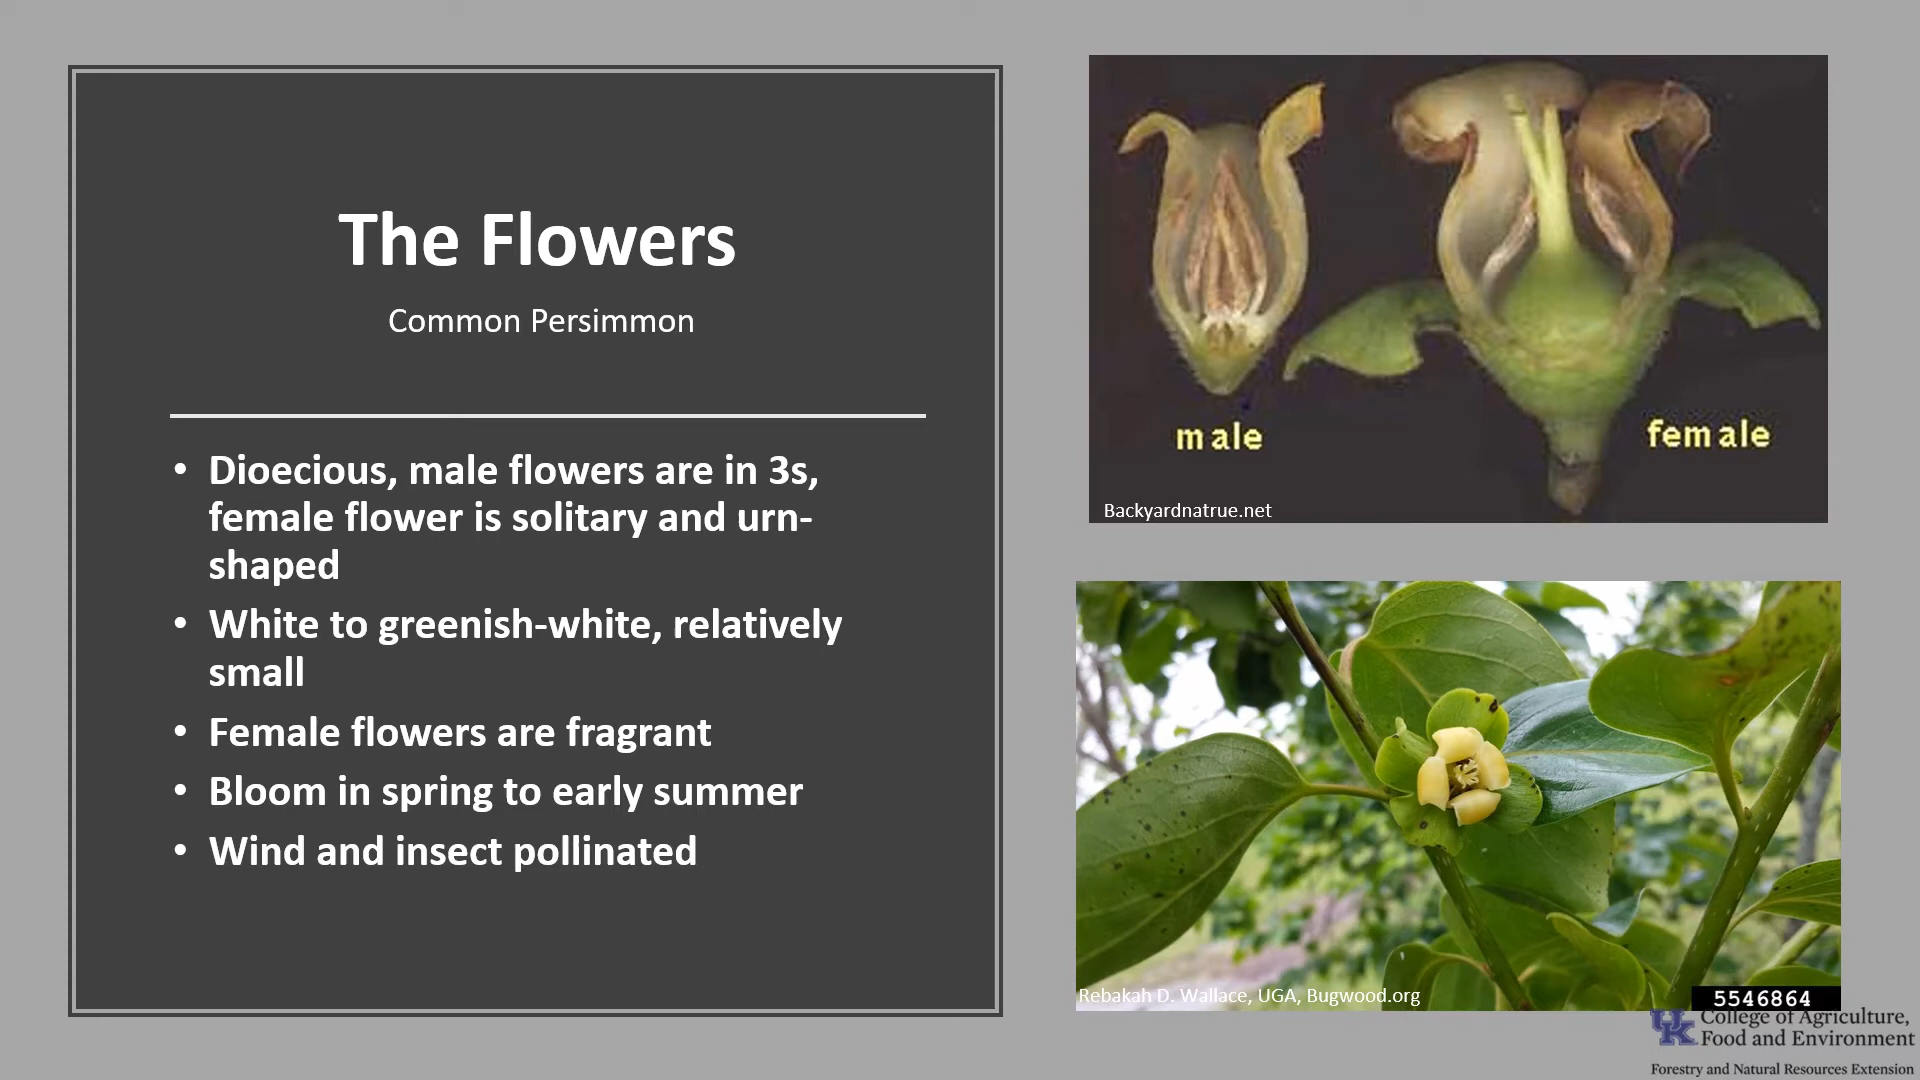 The Flowers
Common Persimmon
• Dioecious, male flowers are in 3s,
female flower is solitary and urn-
shaped
• White to greenish-white, relatively
small
• Female flowers are fragrant
• Bloom in spring to early summer
• Wind and insect pollinated
male
female
Backyardnatrue.net
Rebakah D. Wallace, UGA, Bugwood.org
5546864
UK College of Agriculture,
Food and Environment
Forestry and Natural Resources Extension